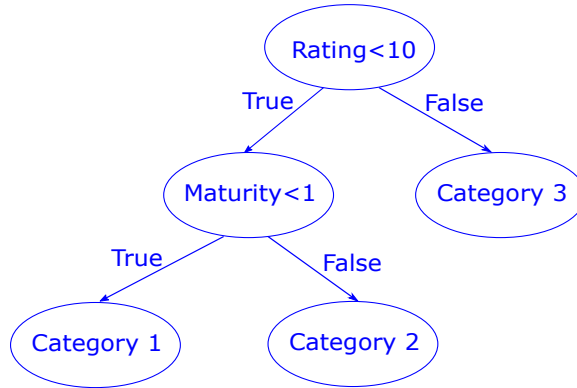 Rating<10
True
False
Maturity<1
Category 3
True
False
Category 1
Category 2